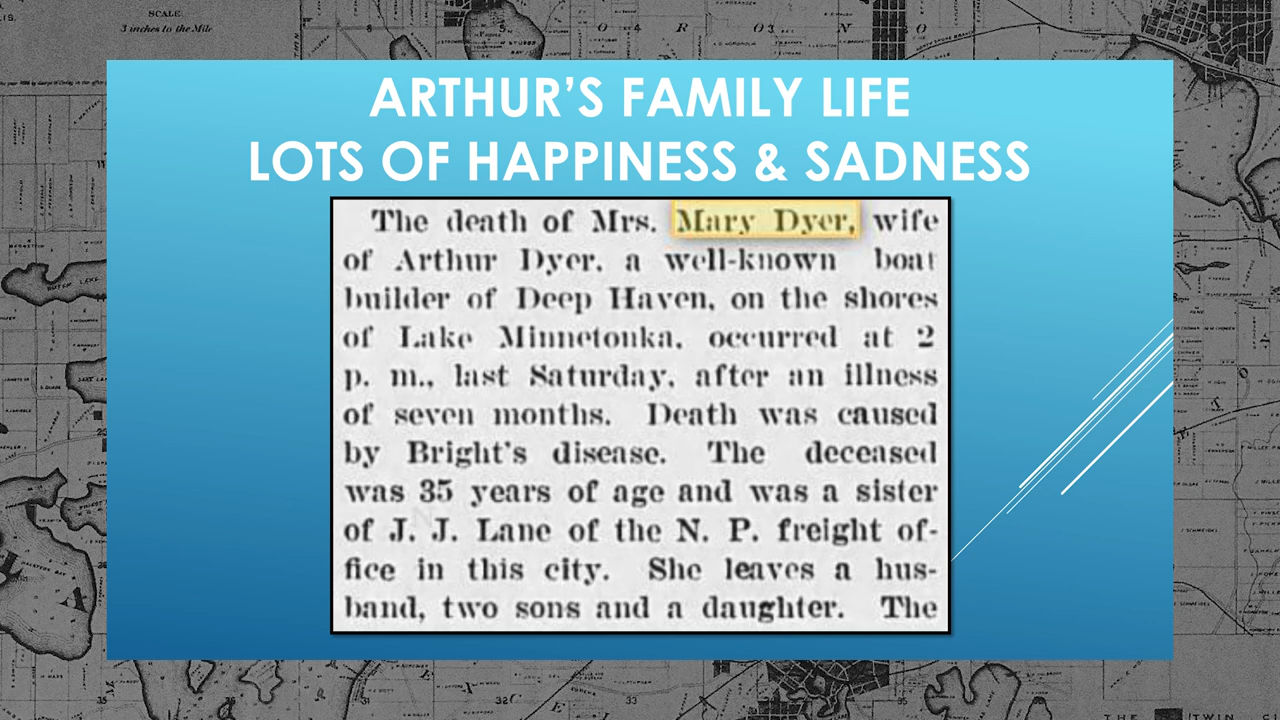 SCALE.
3 inches to the Mile
ARTHUR'S FAMILY LIFE
LOTS OF HAPPINESS & SADNESS
The death of Mrs. Mary Dyer, wife
of Arthur Dyer, a well-known boat
builder of Deep Haven, on the shores
of Lake Minnetonka, occurred at 2
p. m., last Saturday, after an illness
of seven months. Death was caused
by Bright's disease. The deceased
was 35 years of age and was a sister
of J. J. Lane of the N. P. freight of-
fice in this city. She leaves a hus-
band, two sons and a daughter. The